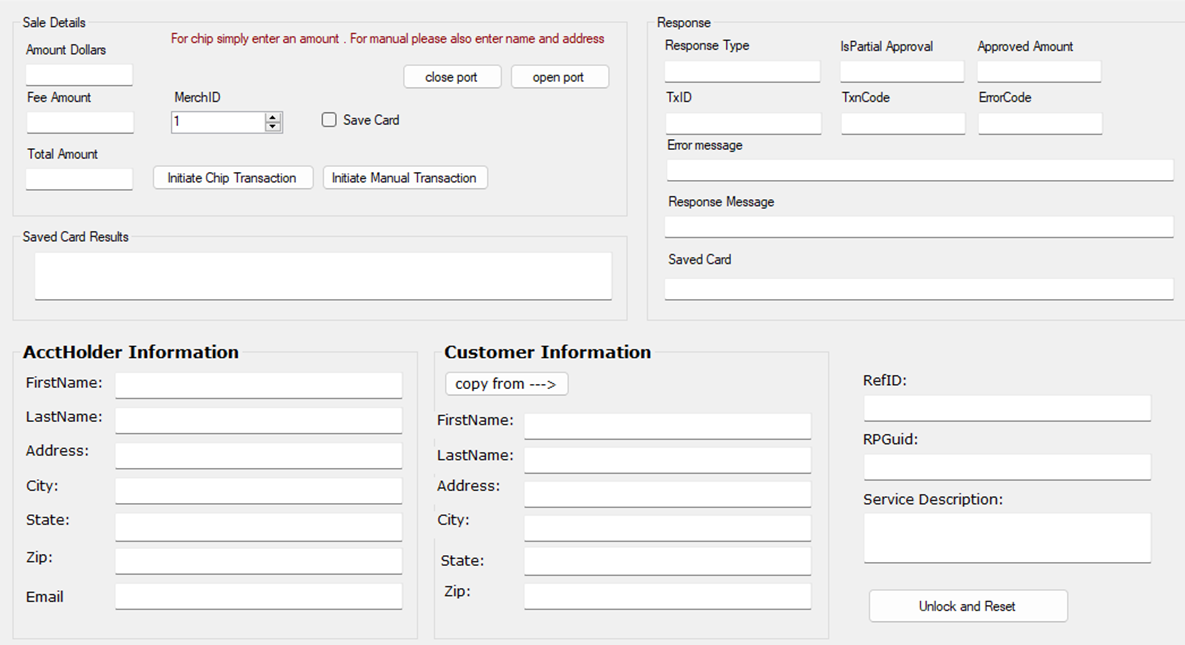 Sale Details
For chip simply enter an amount . For manual please also enter name and address
Amount Dollars
close port
open port
Fee Amount
MerchID
1
Save Card
Total Amount
Initiate Chip Transaction
Initiate Manual Transaction
Saved Card Results
Response
Response Type
IsPartial Approval
Approved Amount
TxID
TxnCode
ErrorCode
Error message
Response Message
Saved Card
AcctHolder Information
FirstName:
LastName:
Address:
City:
State:
Zip:
Email
Customer Information
copy from --->
FirstName:
LastName:
Address:
City:
State:
Zip:
RefID:
RPGuid:
Service Description:
Unlock and Reset